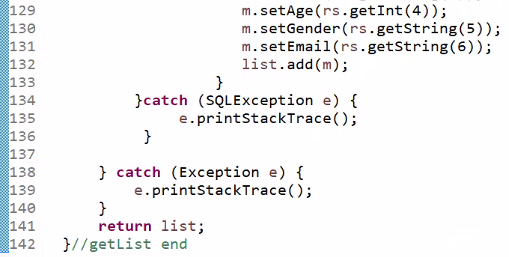 129 m.setAge(rs.getInt(4));
130 m.setGender(rs.getString(5));
131 m.setEmail(rs.getString(6));
132 list.add(m);
133 }
134 }catch (SQLException e) {
135 e.printStackTrace();
136 }
137
138 } catch (Exception e) {
139 e.printStackTrace();
140 }
141 return list;
142 }//getList end